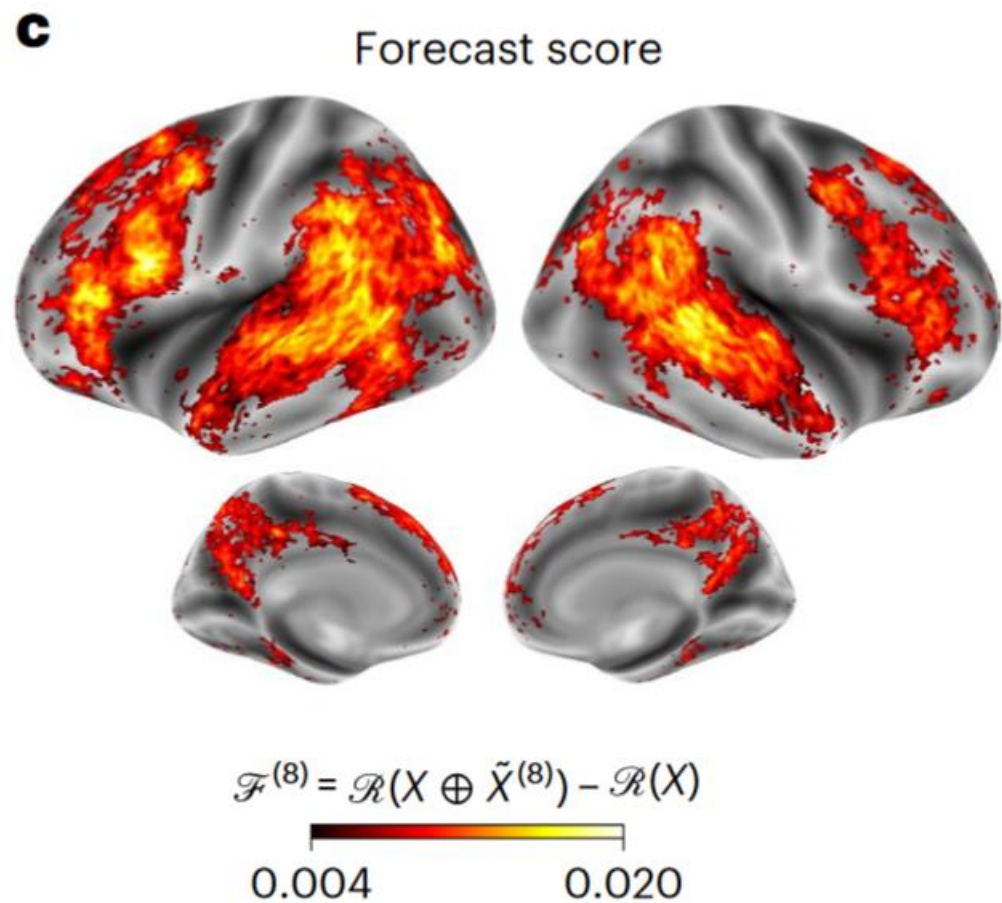 c
Forecast score
ℱ⁽⁸⁾ = ℛ(X ⊕ X̃⁽⁸⁾) − ℛ(X)
0.004 0.020